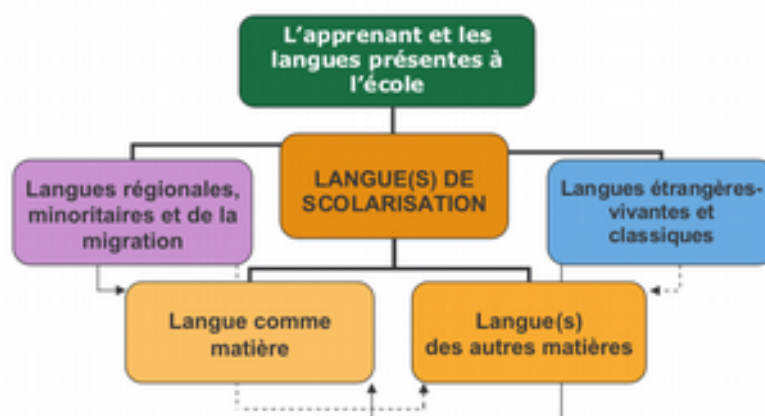 L'apprenant et les
langues présentes à
l'école
LANGUE(S) DE
SCOLARISATION
Langues régionales,
minoritaires et de la
migration
Langues étrangères-
vivantes et
classiques
Langue comme
matière
Langue(s)
des autres matières